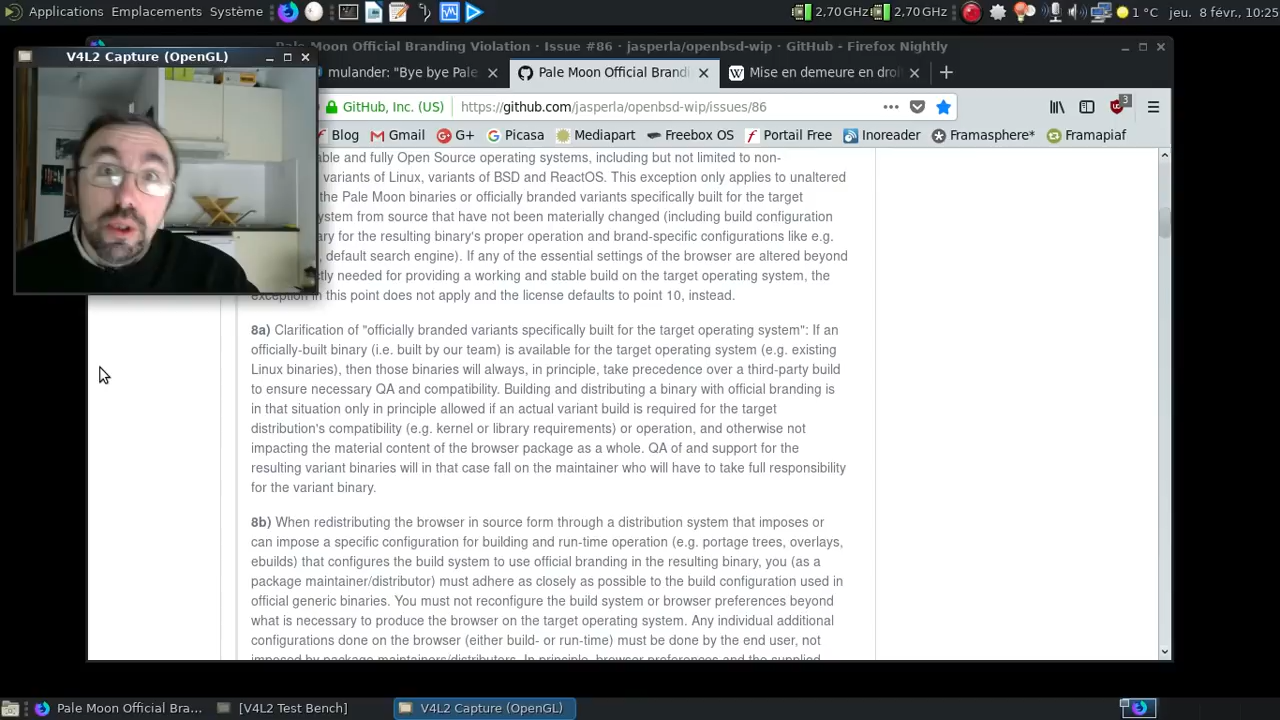 Applications Emplacements Système
2,70 GHz 2,70 GHz 1 °C jeu. 8 févr., 10:25
Pale Moon Official Branding Violation · Issue #86 · jasperla/openbsd-wip · GitHub - Firefox Nightly
V4L2 Capture (OpenGL)
mulander: "Bye bye Pale
Pale Moon Official Brandi
Mise en demeure en droi
GitHub, Inc. (US) https://github.com/jasperla/openbsd-wip/issues/86
3
Blog Gmail G+ Picasa Mediapart Freebox OS Portail Free Inoreader Framasphere* Framapiaf
able and fully Open Source operating systems, including but not limited to non-
variants of Linux, variants of BSD and ReactOS. This exception only applies to unaltered
the Pale Moon binaries or officially branded variants specifically built for the target
ystem from source that have not been materially changed (including build configuration
ary for the resulting binary's proper operation and brand-specific configurations like e.g.
, default search engine). If any of the essential settings of the browser are altered beyond
tly needed for providing a working and stable build on the target operating system, the
exception in this point does not apply and the license defaults to point 10, instead.
8a) Clarification of "officially branded variants specifically built for the target operating system": If an
officially-built binary (i.e. built by our team) is available for the target operating system (e.g. existing
Linux binaries), then those binaries will always, in principle, take precedence over a third-party build
to ensure necessary QA and compatibility. Building and distributing a binary with official branding is
in that situation only in principle allowed if an actual variant build is required for the target
distribution's compatibility (e.g. kernel or library requirements) or operation, and otherwise not
impacting the material content of the browser package as a whole. QA of and support for the
resulting variant binaries will in that case fall on the maintainer who will have to take full responsibility
for the variant binary.
8b) When redistributing the browser in source form through a distribution system that imposes or
can impose a specific configuration for building and run-time operation (e.g. portage trees, overlays,
ebuilds) that configures the build system to use official branding in the resulting binary, you (as a
package maintainer/distributor) must adhere as closely as possible to the build configuration used in
official generic binaries. You must not reconfigure the build system or browser preferences beyond
what is necessary to produce the browser on the target operating system. Any individual additional
configurations done on the browser (either build- or run-time) must be done by the end user, not
imposed by package maintainers/distributors. In principle, browser preferences and the supplied
Pale Moon Official Bra... [V4L2 Test Bench] V4L2 Capture (OpenGL)